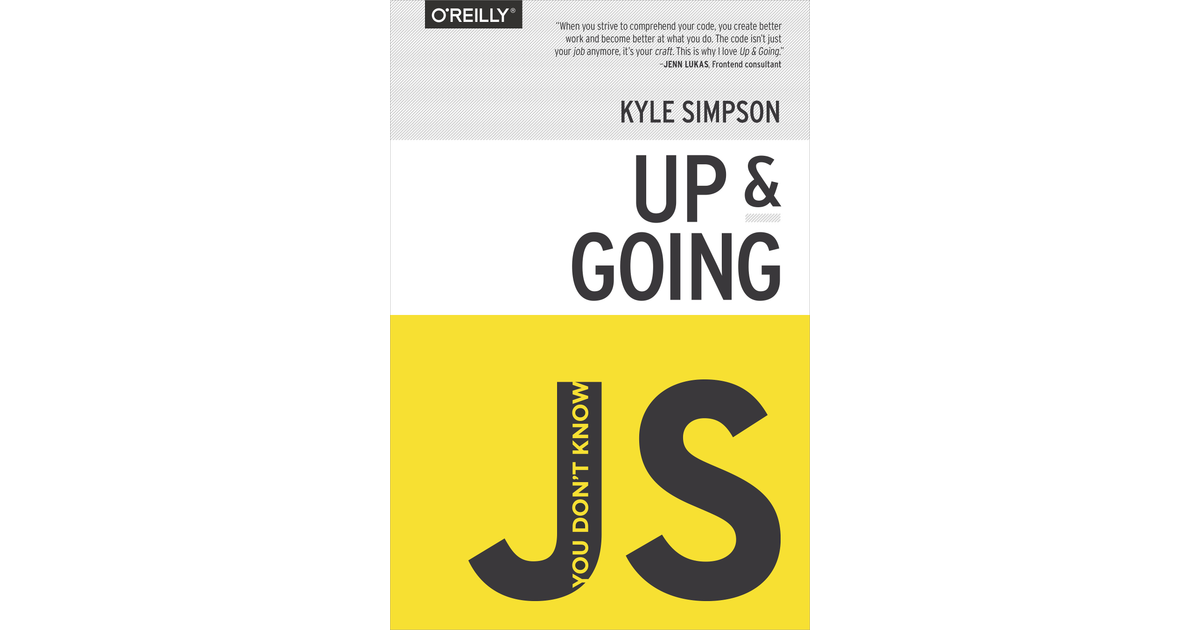 O'REILLY®
"When you strive to comprehend your code, you create better
work and become better at what you do. The code isn't just
your job anymore, it's your craft. This is why I love Up & Going."
–JENN LUKAS, Frontend consultant
KYLE SIMPSON
UP &
GOING
YOU DON'T KNOW
JS